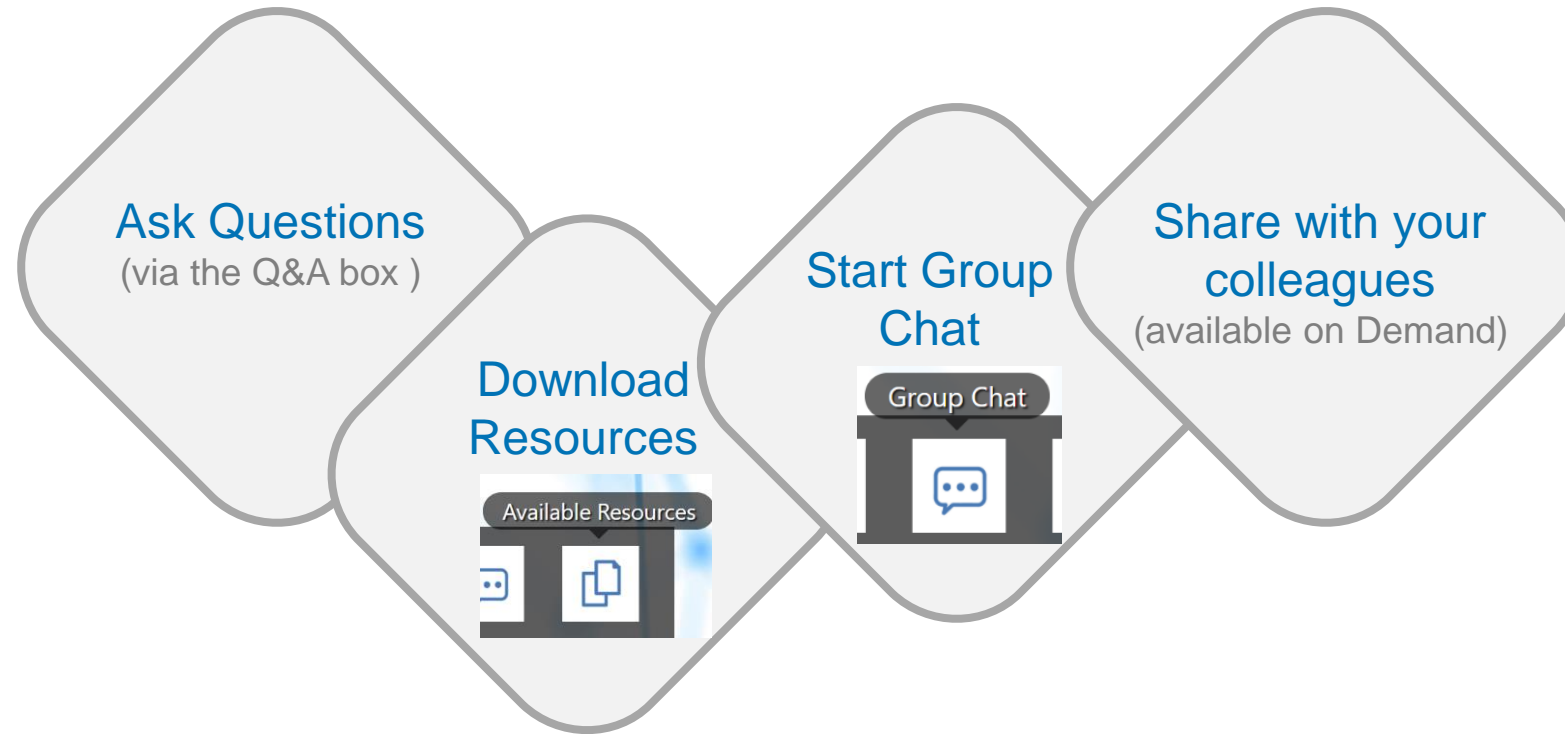 Ask Questions
(via the Q&A box )
Download
Resources
Available Resources
Start Group
Chat
Group Chat
Share with your
colleagues
(available on Demand)